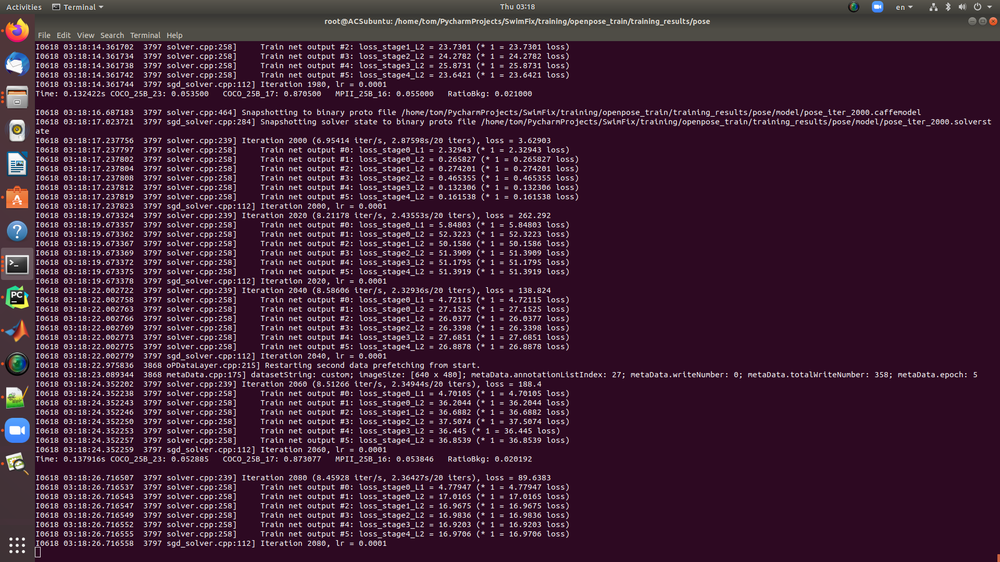 Activities
Terminal
Thu 03:18
en
root@ACSubuntu: /home/tom/PycharmProjects/SwimFix/training/openpose_train/training_results/pose
File Edit View Search Terminal Help
I0618 03:18:14.361702  3797 solver.cpp:258]     Train net output #2: loss_stage1_L2 = 23.7301 (* 1 = 23.7301 loss)
I0618 03:18:14.361734  3797 solver.cpp:258]     Train net output #3: loss_stage2_L2 = 24.2782 (* 1 = 24.2782 loss)
I0618 03:18:14.361738  3797 solver.cpp:258]     Train net output #4: loss_stage3_L2 = 25.8731 (* 1 = 25.8731 loss)
I0618 03:18:14.361742  3797 solver.cpp:258]     Train net output #5: loss_stage4_L2 = 23.6421 (* 1 = 23.6421 loss)
I0618 03:18:14.361744  3797 sgd_solver.cpp:112] Iteration 1980, lr = 0.0001
Time: 0.132422s COCO_25B_23: 0.053500   COCO_25B_17: 0.870500   MPII_25B_16: 0.055000   RatioBkg: 0.021000
I0618 03:18:16.687183  3797 solver.cpp:464] Snapshotting to binary proto file /home/tom/PycharmProjects/SwimFix/training/openpose_train/training_results/pose/model/pose_iter_2000.caffemodel
I0618 03:18:17.023721  3797 sgd_solver.cpp:284] Snapshotting solver state to binary proto file /home/tom/PycharmProjects/SwimFix/training/openpose_train/training_results/pose/model/pose_iter_2000.solverst
ate
I0618 03:18:17.237756  3797 solver.cpp:239] Iteration 2000 (6.95414 iter/s, 2.87598s/20 iters), loss = 3.62903
I0618 03:18:17.237797  3797 solver.cpp:258]     Train net output #0: loss_stage0_L1 = 2.32943 (* 1 = 2.32943 loss)
I0618 03:18:17.237802  3797 solver.cpp:258]     Train net output #1: loss_stage0_L2 = 0.265827 (* 1 = 0.265827 loss)
I0618 03:18:17.237804  3797 solver.cpp:258]     Train net output #2: loss_stage1_L2 = 0.274201 (* 1 = 0.274201 loss)
I0618 03:18:17.237808  3797 solver.cpp:258]     Train net output #3: loss_stage2_L2 = 0.465355 (* 1 = 0.465355 loss)
I0618 03:18:17.237812  3797 solver.cpp:258]     Train net output #4: loss_stage3_L2 = 0.132306 (* 1 = 0.132306 loss)
I0618 03:18:17.237819  3797 solver.cpp:258]     Train net output #5: loss_stage4_L2 = 0.161538 (* 1 = 0.161538 loss)
I0618 03:18:17.237823  3797 sgd_solver.cpp:112] Iteration 2000, lr = 0.0001
I0618 03:18:19.673324  3797 solver.cpp:239] Iteration 2020 (8.21178 iter/s, 2.43553s/20 iters), loss = 262.292
I0618 03:18:19.673357  3797 solver.cpp:258]     Train net output #0: loss_stage0_L1 = 5.84803 (* 1 = 5.84803 loss)
I0618 03:18:19.673362  3797 solver.cpp:258]     Train net output #1: loss_stage0_L2 = 52.3223 (* 1 = 52.3223 loss)
I0618 03:18:19.673367  3797 solver.cpp:258]     Train net output #2: loss_stage1_L2 = 50.1586 (* 1 = 50.1586 loss)
I0618 03:18:19.673369  3797 solver.cpp:258]     Train net output #3: loss_stage2_L2 = 51.3909 (* 1 = 51.3909 loss)
I0618 03:18:19.673372  3797 solver.cpp:258]     Train net output #4: loss_stage3_L2 = 51.1795 (* 1 = 51.1795 loss)
I0618 03:18:19.673375  3797 solver.cpp:258]     Train net output #5: loss_stage4_L2 = 51.3919 (* 1 = 51.3919 loss)
I0618 03:18:19.673378  3797 sgd_solver.cpp:112] Iteration 2020, lr = 0.0001
I0618 03:18:22.002722  3797 solver.cpp:239] Iteration 2040 (8.58606 iter/s, 2.32936s/20 iters), loss = 138.824
I0618 03:18:22.002758  3797 solver.cpp:258]     Train net output #0: loss_stage0_L1 = 4.72115 (* 1 = 4.72115 loss)
I0618 03:18:22.002763  3797 solver.cpp:258]     Train net output #1: loss_stage0_L2 = 27.1525 (* 1 = 27.1525 loss)
I0618 03:18:22.002766  3797 solver.cpp:258]     Train net output #2: loss_stage1_L2 = 26.0377 (* 1 = 26.0377 loss)
I0618 03:18:22.002769  3797 solver.cpp:258]     Train net output #3: loss_stage2_L2 = 26.3398 (* 1 = 26.3398 loss)
I0618 03:18:22.002773  3797 solver.cpp:258]     Train net output #4: loss_stage3_L2 = 27.6851 (* 1 = 27.6851 loss)
I0618 03:18:22.002775  3797 solver.cpp:258]     Train net output #5: loss_stage4_L2 = 26.8878 (* 1 = 26.8878 loss)
I0618 03:18:22.002779  3797 sgd_solver.cpp:112] Iteration 2040, lr = 0.0001
I0618 03:18:22.975836  3868 oPDataLayer.cpp:215] Restarting second data prefetching from start.
I0618 03:18:23.089344  3868 metaData.cpp:175] datasetString: custom; imageSize: [640 x 480]; metaData.annotationListIndex: 27; metaData.writeNumber: 0; metaData.totalWriteNumber: 358; metaData.epoch: 5
I0618 03:18:24.352202  3797 solver.cpp:239] Iteration 2060 (8.51266 iter/s, 2.34944s/20 iters), loss = 188.4
I0618 03:18:24.352238  3797 solver.cpp:258]     Train net output #0: loss_stage0_L1 = 4.70105 (* 1 = 4.70105 loss)
I0618 03:18:24.352243  3797 solver.cpp:258]     Train net output #1: loss_stage0_L2 = 36.2044 (* 1 = 36.2044 loss)
I0618 03:18:24.352246  3797 solver.cpp:258]     Train net output #2: loss_stage1_L2 = 36.6882 (* 1 = 36.6882 loss)
I0618 03:18:24.352250  3797 solver.cpp:258]     Train net output #3: loss_stage2_L2 = 37.5074 (* 1 = 37.5074 loss)
I0618 03:18:24.352253  3797 solver.cpp:258]     Train net output #4: loss_stage3_L2 = 36.445 (* 1 = 36.445 loss)
I0618 03:18:24.352257  3797 solver.cpp:258]     Train net output #5: loss_stage4_L2 = 36.8539 (* 1 = 36.8539 loss)
I0618 03:18:24.352259  3797 sgd_solver.cpp:112] Iteration 2060, lr = 0.0001
Time: 0.137916s COCO_25B_23: 0.052885   COCO_25B_17: 0.873077   MPII_25B_16: 0.053846   RatioBkg: 0.020192
I0618 03:18:26.716507  3797 solver.cpp:239] Iteration 2080 (8.45928 iter/s, 2.36427s/20 iters), loss = 89.6383
I0618 03:18:26.716537  3797 solver.cpp:258]     Train net output #0: loss_stage0_L1 = 4.77947 (* 1 = 4.77947 loss)
I0618 03:18:26.716543  3797 solver.cpp:258]     Train net output #1: loss_stage0_L2 = 17.0165 (* 1 = 17.0165 loss)
I0618 03:18:26.716547  3797 solver.cpp:258]     Train net output #2: loss_stage1_L2 = 16.9675 (* 1 = 16.9675 loss)
I0618 03:18:26.716549  3797 solver.cpp:258]     Train net output #3: loss_stage2_L2 = 16.9836 (* 1 = 16.9836 loss)
I0618 03:18:26.716552  3797 solver.cpp:258]     Train net output #4: loss_stage3_L2 = 16.9203 (* 1 = 16.9203 loss)
I0618 03:18:26.716555  3797 solver.cpp:258]     Train net output #5: loss_stage4_L2 = 16.9706 (* 1 = 16.9706 loss)
I0618 03:18:26.716558  3797 sgd_solver.cpp:112] Iteration 2080, lr = 0.0001
PC